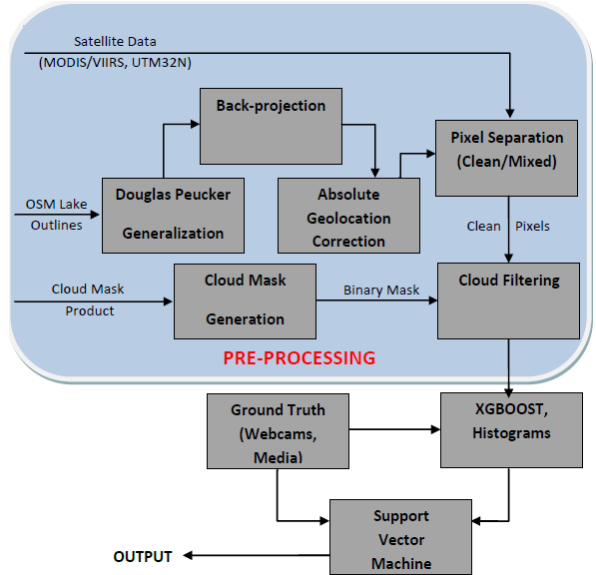 Satellite Data
(MODIS/VIIRS, UTM32N)
Back-projection
Pixel Separation
(Clean/Mixed)
OSM Lake
Outlines
Douglas Peucker
Generalization
Absolute
Geolocation
Correction
Clean Pixels
Cloud Mask
Product
Cloud Mask
Generation
Binary Mask
Cloud Filtering
PRE-PROCESSING
Ground Truth
(Webcams,
Media)
XGBOOST,
Histograms
Support
Vector
Machine
OUTPUT